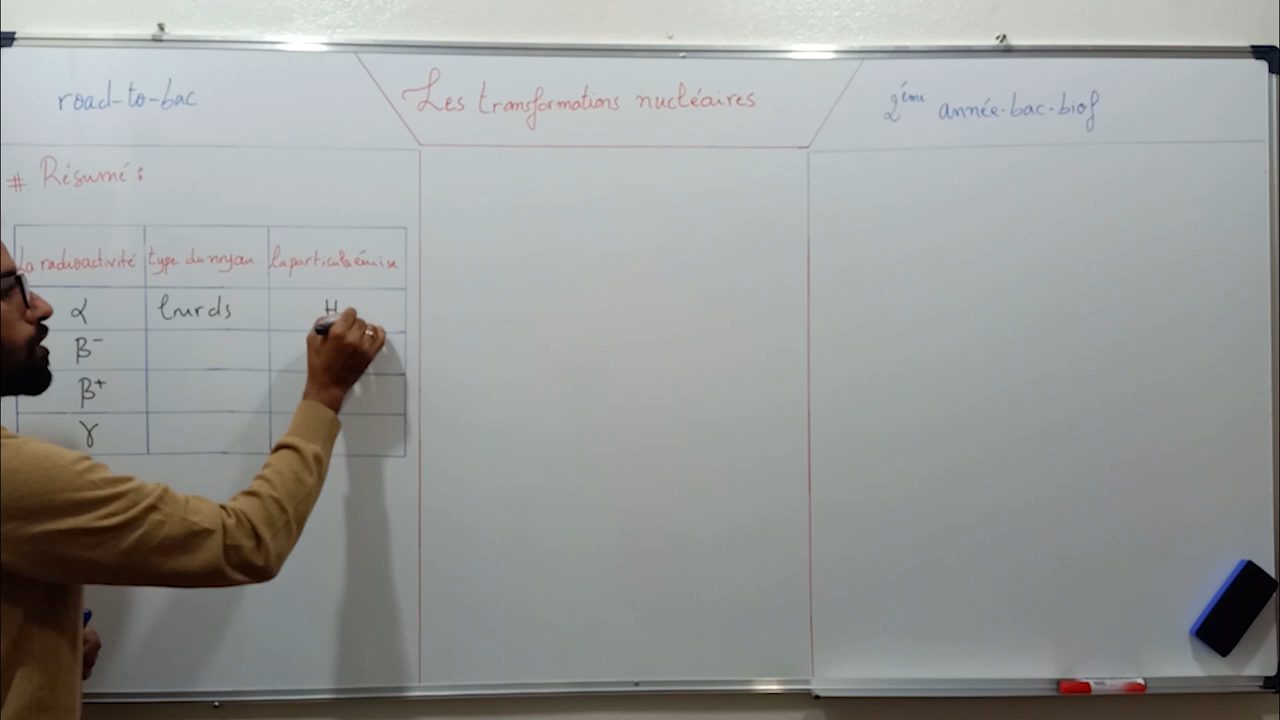 road-to-bac
Les transformations nucléaires
2ème année-bac-biof
# Résumé :
La radioactivité type du noyau la particule émise
α lourds H
β⁻
β⁺
γ